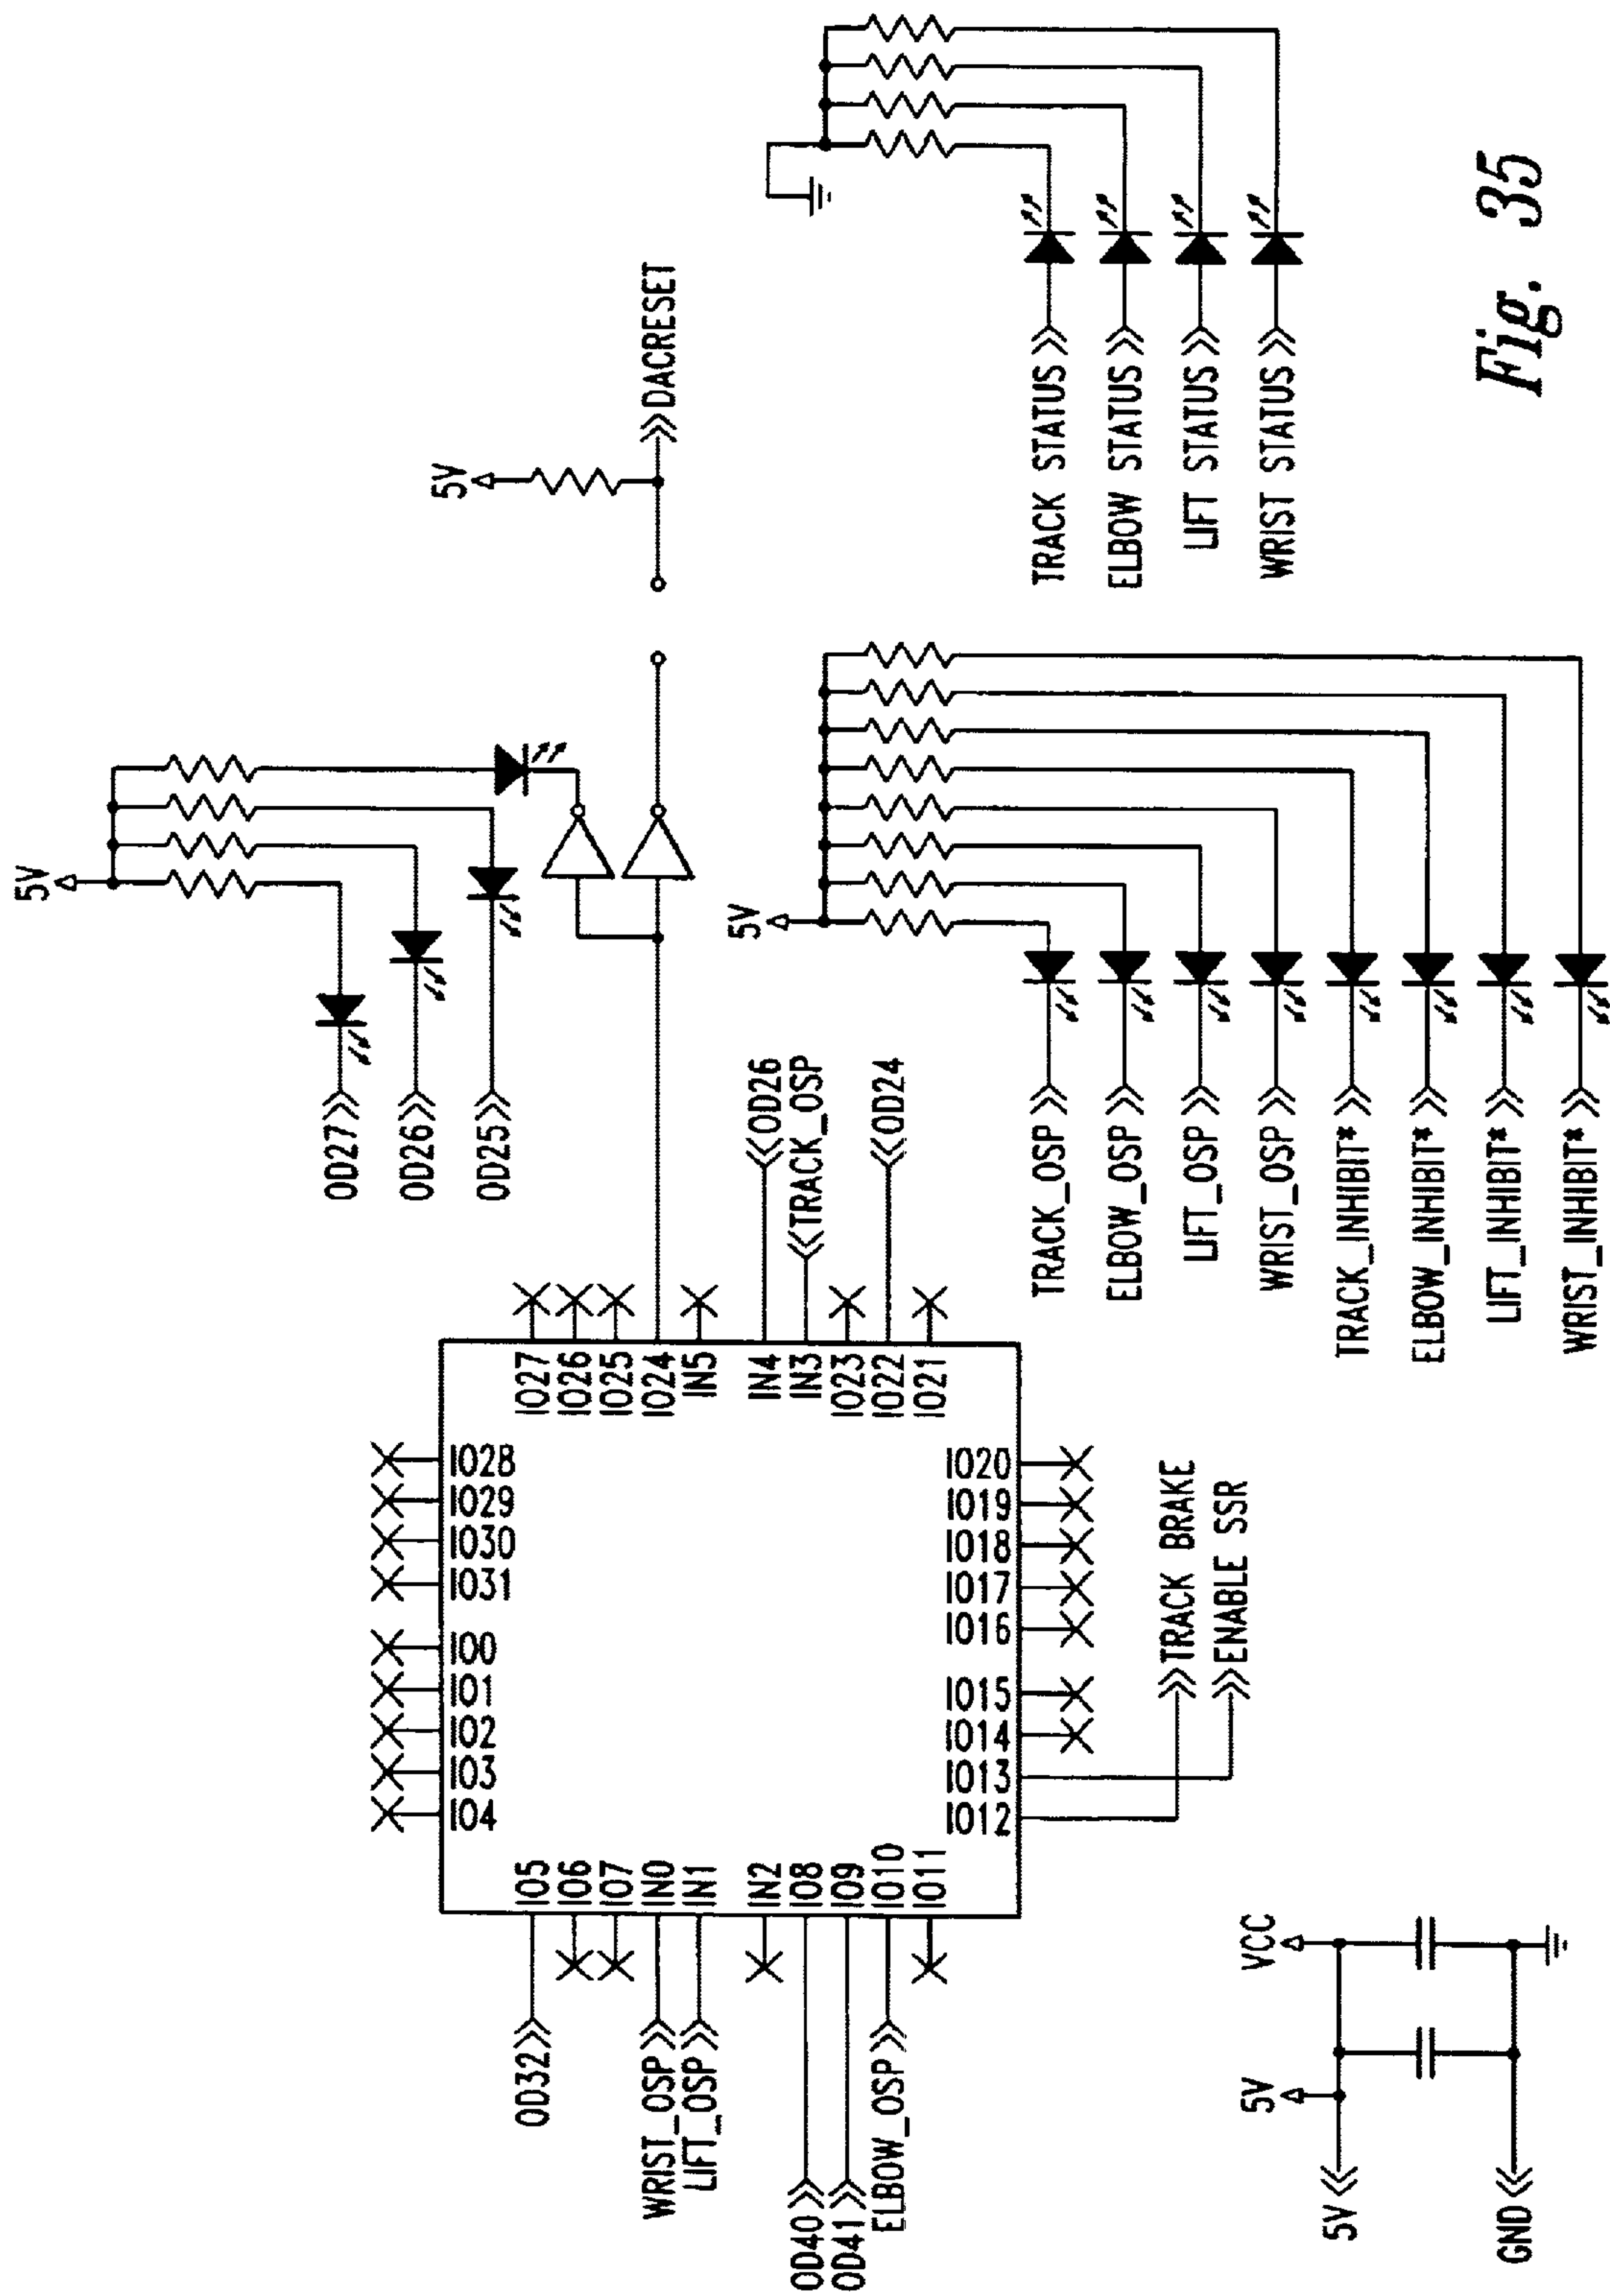 5V
OD27
OD26
OD25
5V
DACRESET
IO28
IO29
IO30
IO31
IO0
IO1
IO2
IO3
IO4
IO27
IO26
IO25
IO24
IN5
IN4
IN3
IO23
IO22
IO21
OD26
TRACK_OSP
OD24
IO5
IO6
IO7
IN0
IN1
IN2
IO8
IO9
IO10
IO11
OD32
WRIST_OSP
LIFT_OSP
OD40
OD41
ELBOW_OSP
IO20
IO19
IO18
IO17
IO16
IO15
IO14
IO13
IO12
TRACK BRAKE
ENABLE SSR
5V
TRACK_OSP
ELBOW_OSP
LIFT_OSP
WRIST_OSP
TRACK_INHIBIT*
ELBOW_INHIBIT*
LIFT_INHIBIT*
WRIST_INHIBIT*
TRACK STATUS
ELBOW STATUS
LIFT STATUS
WRIST STATUS
5V
5V
VCC
GND
Fig. 35